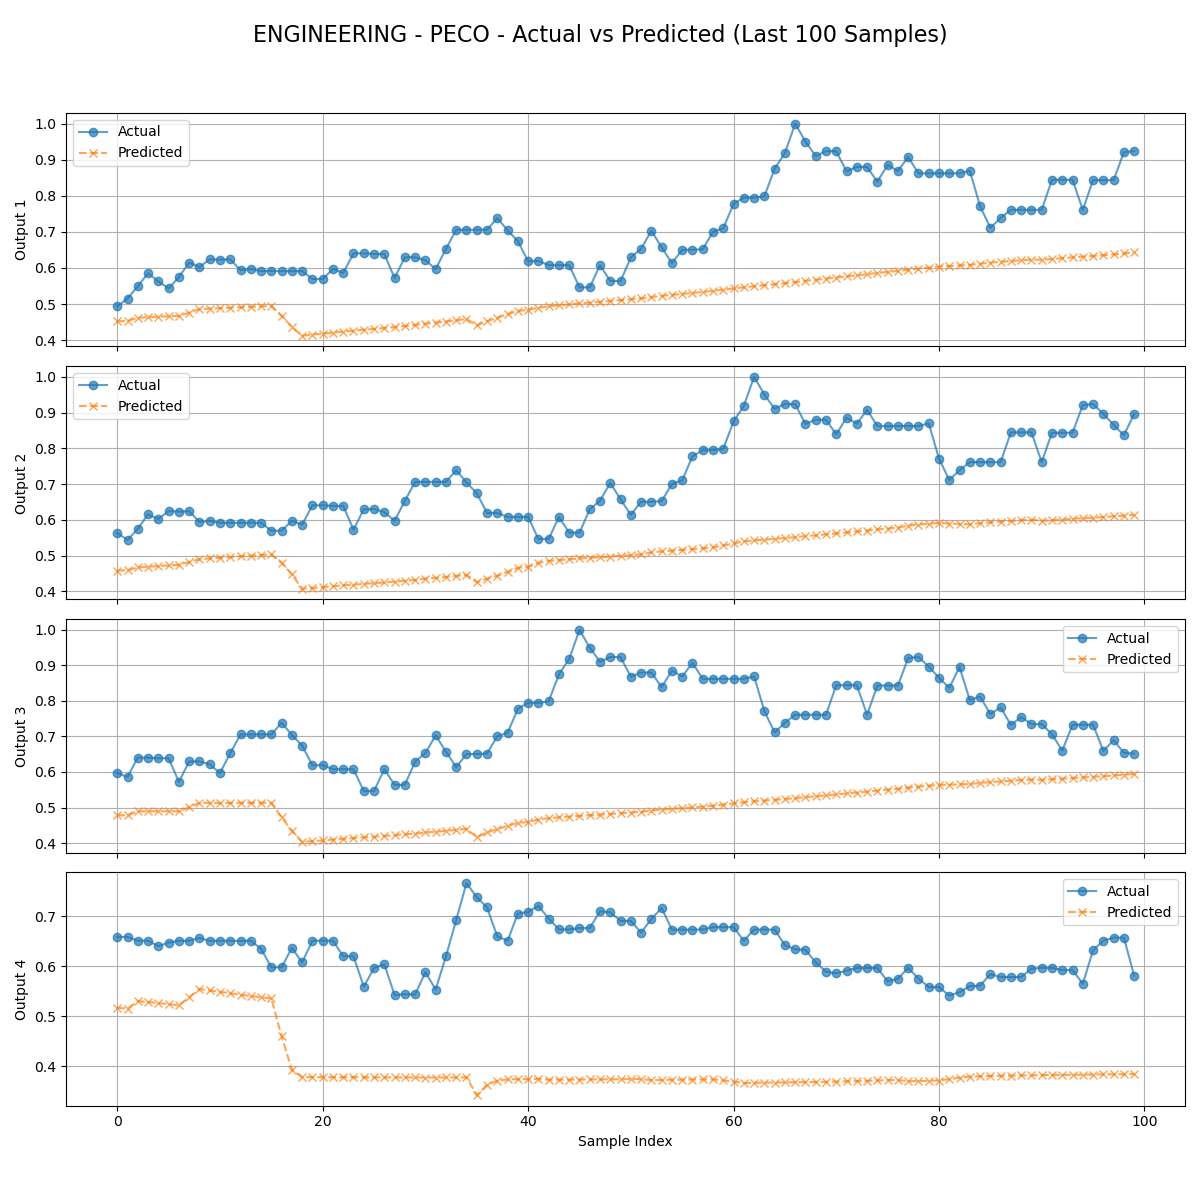 ENGINEERING - PECO - Actual vs Predicted (Last 100 Samples)
1.0
0.9
0.8
0.7
0.6
0.5
0.4
Output 1
Actual
Predicted
1.0
0.9
0.8
0.7
0.6
0.5
0.4
Output 2
Actual
Predicted
1.0
0.9
0.8
0.7
0.6
0.5
0.4
Output 3
Actual
Predicted
0.7
0.6
0.5
0.4
Output 4
Actual
Predicted
0 20 40 60 80 100
Sample Index